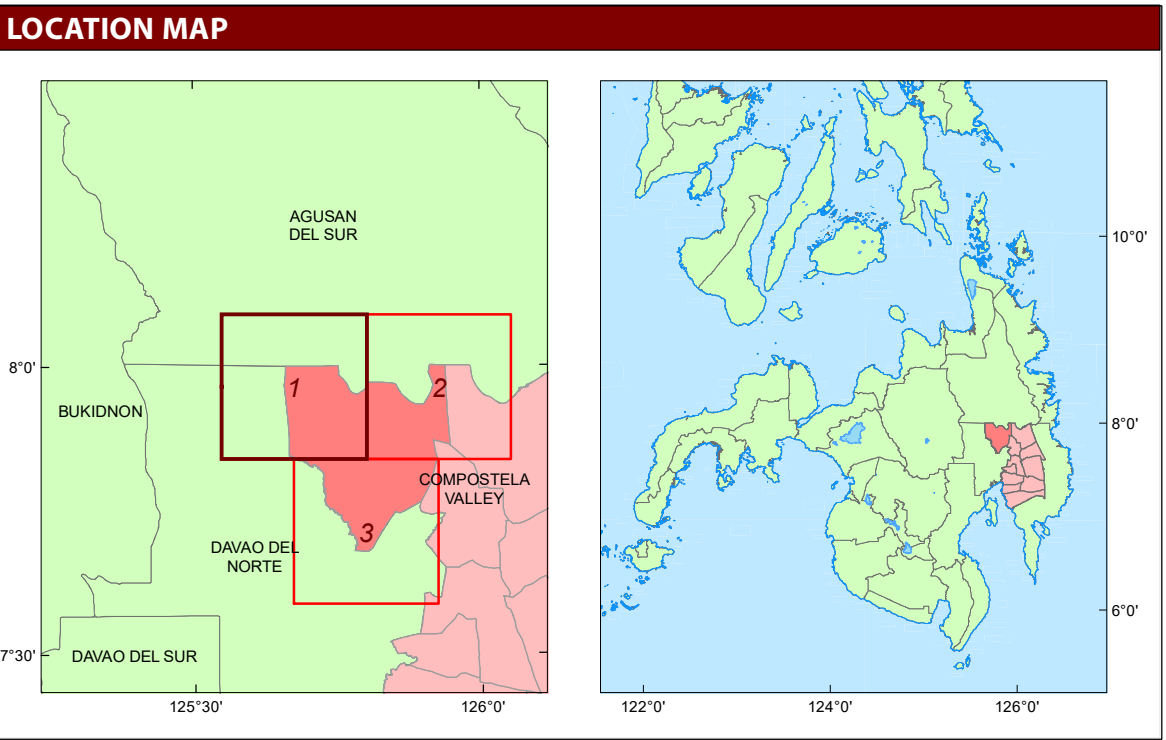 LOCATION MAP
AGUSAN
DEL SUR
8°0'
1
2
BUKIDNON
COMPOSTELA
VALLEY
3
DAVAO DEL
NORTE
7°30'
DAVAO DEL SUR
125°30'
126°0'
10°0'
8°0'
6°0'
122°0'
124°0'
126°0'